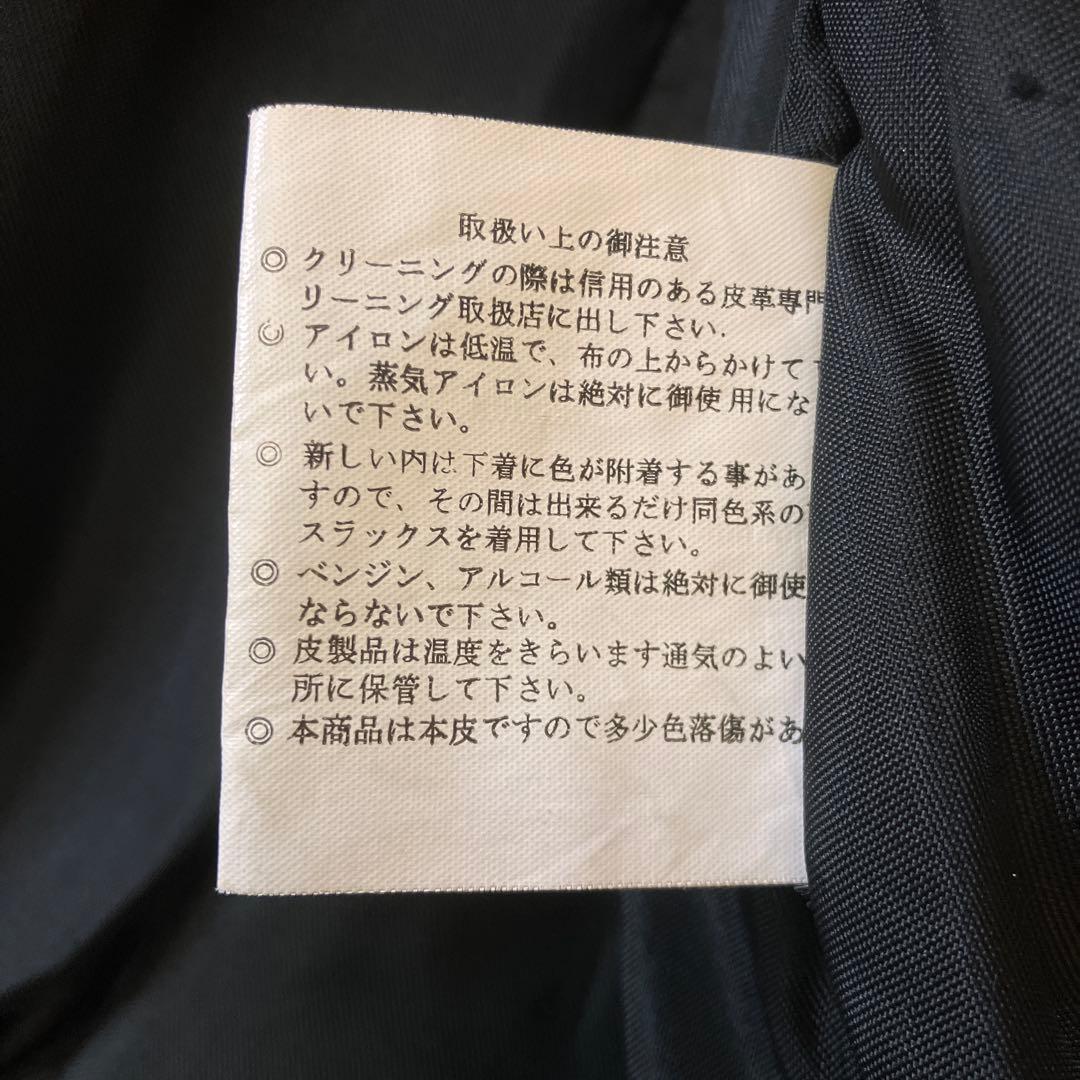 取扱い上の御注意
◎ クリーニングの際は信用のある皮革専門
リーニング取扱店に出し下さい.
◎ アイロンは低温で、布の上からかけて下
い。蒸気アイロンは絶対に御使用にな
いで下さい。
◎ 新しい内は下着に色が附着する事があ
すので、その間は出来るだけ同色系の
スラックスを着用して下さい。
◎ ベンジン、アルコール類は絶対に御使
ならないで下さい。
◎ 皮製品は温度をきらいます通気のよい
所に保管して下さい。
◎ 本商品は本皮ですので多少色落傷があ